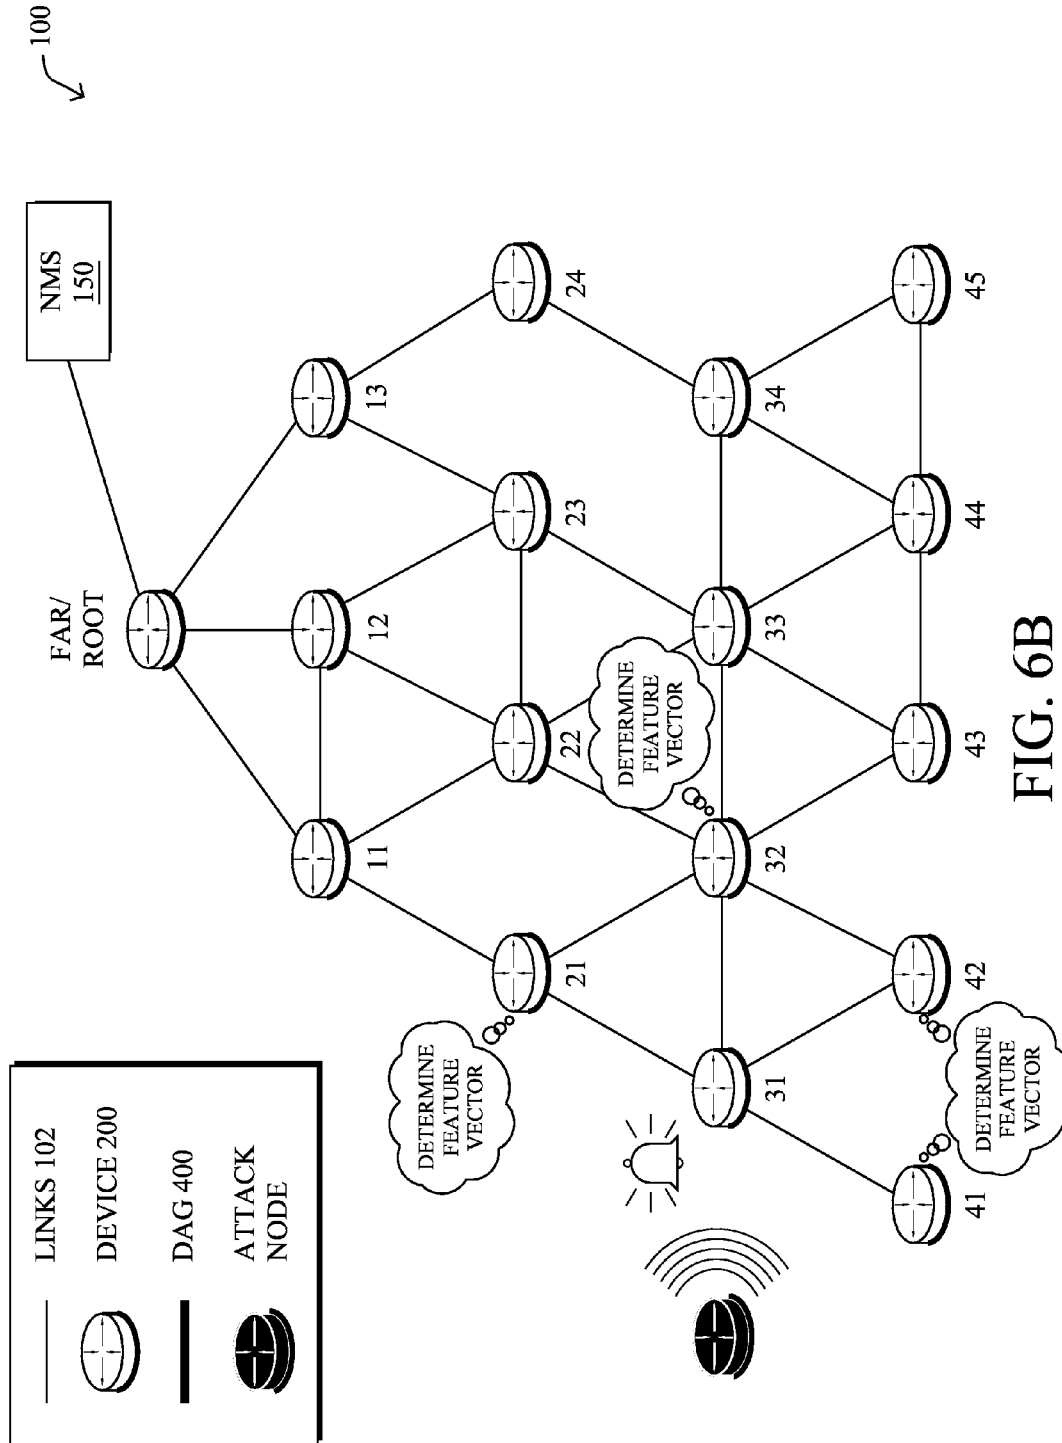 100
NMS
150
FAR/
ROOT
11
12
13
21
22
23
24
31
32
33
34
41
42
43
44
45
DETERMINE
FEATURE
VECTOR
DETERMINE
FEATURE
VECTOR
DETERMINE
FEATURE
VECTOR
LINKS 102
DEVICE 200
DAG 400
ATTACK
NODE
FIG. 6B